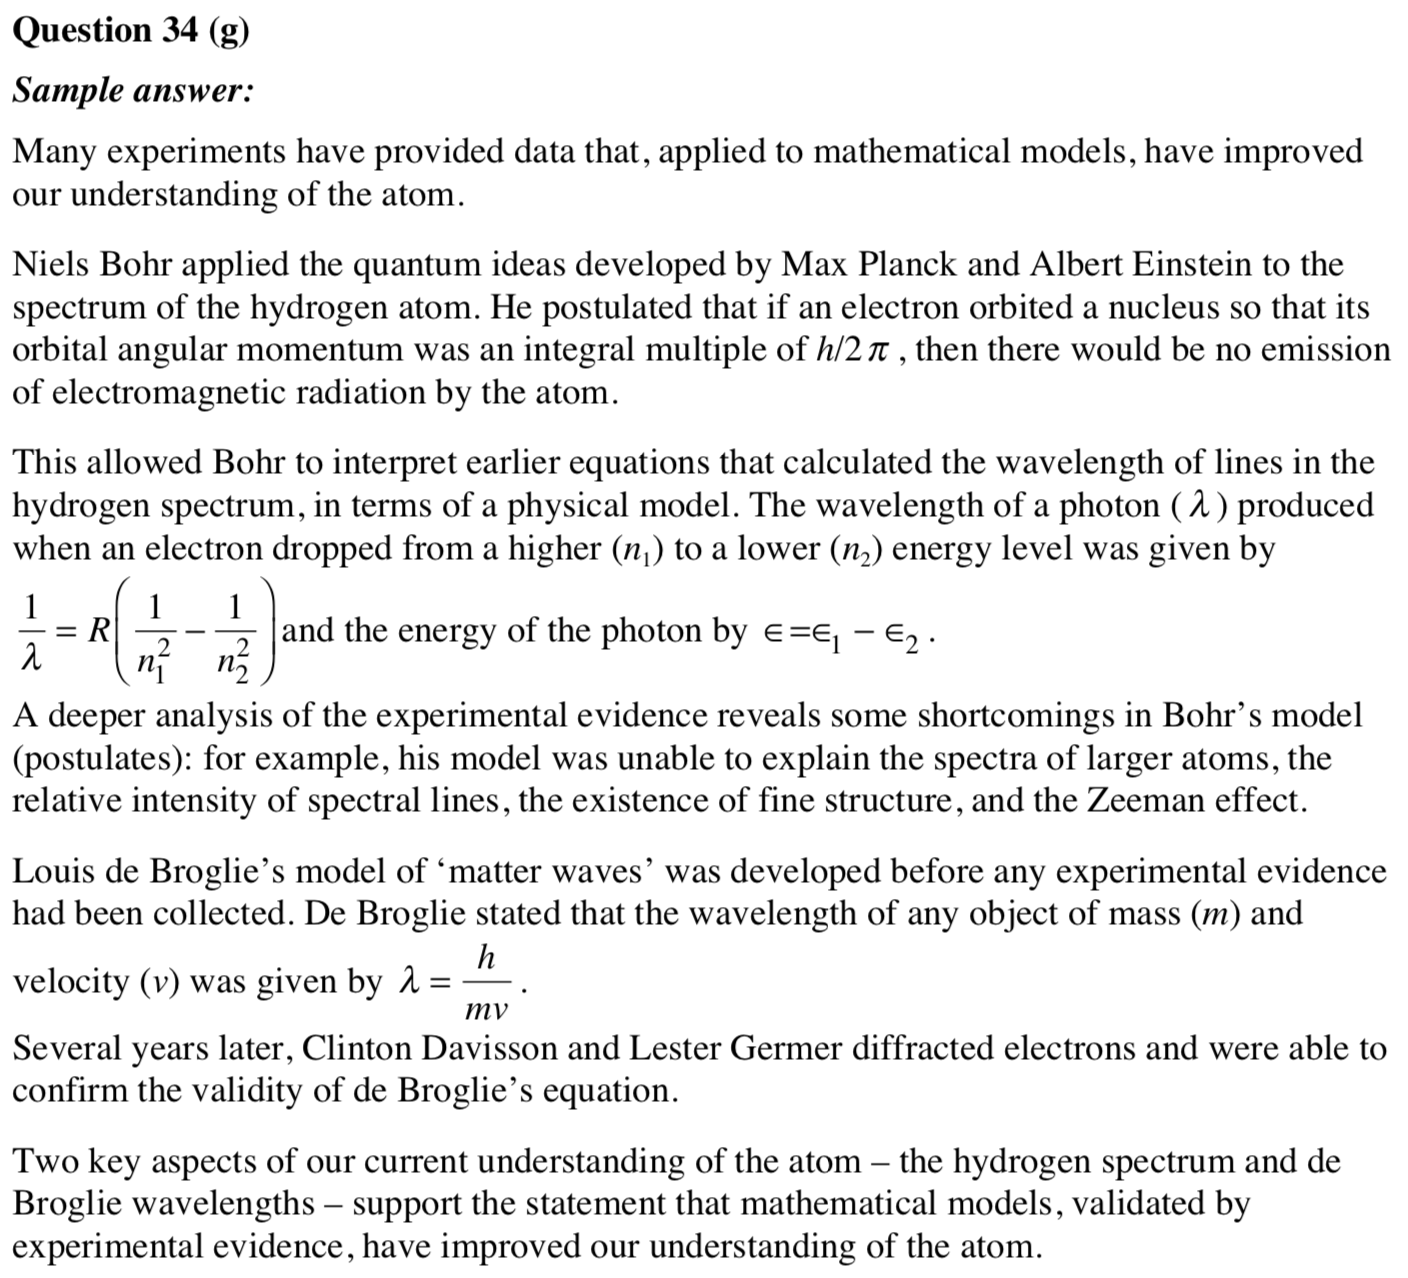 Question 34 (g)
Sample answer:
Many experiments have provided data that, applied to mathematical models, have improved
our understanding of the atom.
Niels Bohr applied the quantum ideas developed by Max Planck and Albert Einstein to the
spectrum of the hydrogen atom. He postulated that if an electron orbited a nucleus so that its
orbital angular momentum was an integral multiple of h/2π , then there would be no emission
of electromagnetic radiation by the atom.
This allowed Bohr to interpret earlier equations that calculated the wavelength of lines in the
hydrogen spectrum, in terms of a physical model. The wavelength of a photon (λ) produced
when an electron dropped from a higher (n₁) to a lower (n₂) energy level was given by
1/λ = R(1/n₁² − 1/n₂²) and the energy of the photon by ∈=∈₁ − ∈₂ .
A deeper analysis of the experimental evidence reveals some shortcomings in Bohr’s model
(postulates): for example, his model was unable to explain the spectra of larger atoms, the
relative intensity of spectral lines, the existence of fine structure, and the Zeeman effect.
Louis de Broglie’s model of ‘matter waves’ was developed before any experimental evidence
had been collected. De Broglie stated that the wavelength of any object of mass (m) and
velocity (v) was given by λ = h/mv .
Several years later, Clinton Davisson and Lester Germer diffracted electrons and were able to
confirm the validity of de Broglie’s equation.
Two key aspects of our current understanding of the atom – the hydrogen spectrum and de
Broglie wavelengths – support the statement that mathematical models, validated by
experimental evidence, have improved our understanding of the atom.